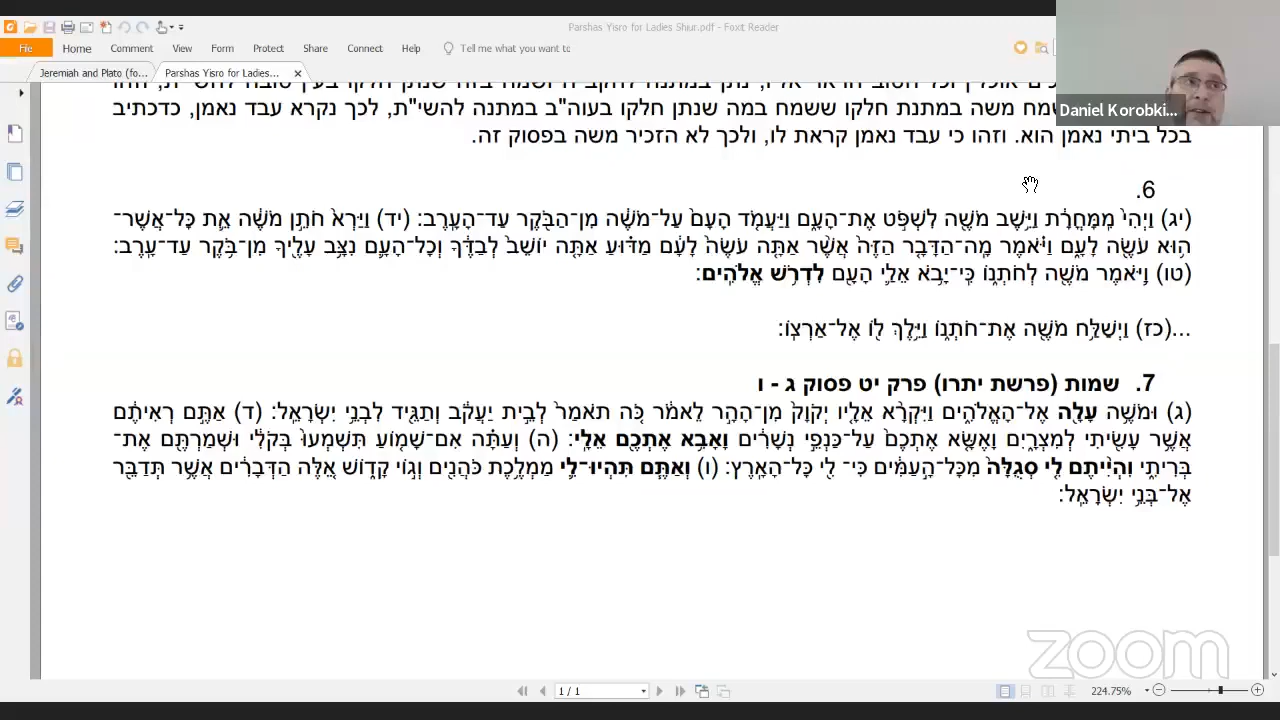 Parshas Yisro for Ladies Shiur.pdf - Foxit Reader
File Home Comment View Form Protect Share Connect Help Tell me what you want to
Jeremiah and Plato (fo... Parshas Yisro for Ladies...
Daniel Korobki...
שמח משה במתנת חלקו ששמח במה שנתן חלקו בעוה"ב במתנה להשי"ת, לכך נקרא עבד נאמן, כדכתיב
בכל ביתי נאמן הוא. וזהו כי עבד נאמן קראת לו, ולכך לא הזכיר משה בפסוק זה.
6.
(יג) וַיְהִי֙ מִֽמָּחֳרָ֔ת וַיֵּ֥שֶׁב מֹשֶׁ֖ה לִשְׁפֹּ֣ט אֶת־הָעָ֑ם וַיַּעֲמֹ֤ד הָעָם֙ עַל־מֹשֶׁ֔ה מִן־הַבֹּ֖קֶר עַד־הָעָֽרֶב: (יד) וַיַּרְא֙ חֹתֵ֣ן מֹשֶׁ֔ה אֵ֛ת כָּל־אֲשֶׁר־
ה֥וּא עֹשֶׂ֖ה לָעָ֑ם וַיֹּ֗אמֶר מָֽה־הַדָּבָ֤ר הַזֶּה֙ אֲשֶׁ֨ר אַתָּ֤ה עֹשֶׂה֙ לָעָ֔ם מַדּ֗וּעַ אַתָּ֤ה יוֹשֵׁב֙ לְבַדֶּ֔ךָ וְכָל־הָעָ֛ם נִצָּ֥ב עָלֶ֖יךָ מִן־בֹּ֥קֶר עַד־עָֽרֶב:
(טו) וַיֹּ֥אמֶר מֹשֶׁ֖ה לְחֹתְנ֑וֹ כִּֽי־יָבֹ֥א אֵלַ֛י הָעָ֖ם לִדְרֹ֥שׁ אֱלֹהִֽים:
...(כז) וַיְשַׁלַּ֥ח מֹשֶׁ֖ה אֶת־חֹתְנ֑וֹ וַיֵּ֥לֶךְ ל֖וֹ אֶל־אַרְצֽוֹ:
7. שמות (פרשת יתרו) פרק יט פסוק ג - ו
(ג) וּמֹשֶׁ֥ה עָלָ֖ה אֶל־הָאֱלֹהִ֑ים וַיִּקְרָ֨א אֵלָ֤יו יְקֹוָק֙ מִן־הָהָ֣ר לֵאמֹ֔ר כֹּ֤ה תֹאמַר֙ לְבֵ֣ית יַעֲקֹ֔ב וְתַגֵּ֖יד לִבְנֵ֥י יִשְׂרָאֵֽל: (ד) אַתֶּ֣ם רְאִיתֶ֔ם
אֲשֶׁ֥ר עָשִׂ֖יתִי לְמִצְרָ֑יִם וָאֶשָּׂ֤א אֶתְכֶם֙ עַל־כַּנְפֵ֣י נְשָׁרִ֔ים וָאָבִ֥א אֶתְכֶ֖ם אֵלָֽי: (ה) וְעַתָּ֗ה אִם־שָׁמ֤וֹעַ תִּשְׁמְעוּ֙ בְּקֹלִ֔י וּשְׁמַרְתֶּ֖ם אֶת־
בְּרִיתִ֑י וִהְיִ֨יתֶם לִ֤י סְגֻלָּה֙ מִכָּל־הָ֣עַמִּ֔ים כִּי־ לִ֖י כָּל־הָאָֽרֶץ: (ו) וְאַתֶּ֧ם תִּהְיוּ־לִ֛י מַמְלֶ֥כֶת כֹּהֲנִ֖ים וְג֣וֹי קָד֑וֹשׁ אֵ֚לֶּה הַדְּבָרִ֔ים אֲשֶׁ֥ר תְּדַבֵּ֖ר
אֶל־בְּנֵ֥י יִשְׂרָאֵֽל:
zoom
1 / 1 224.75%